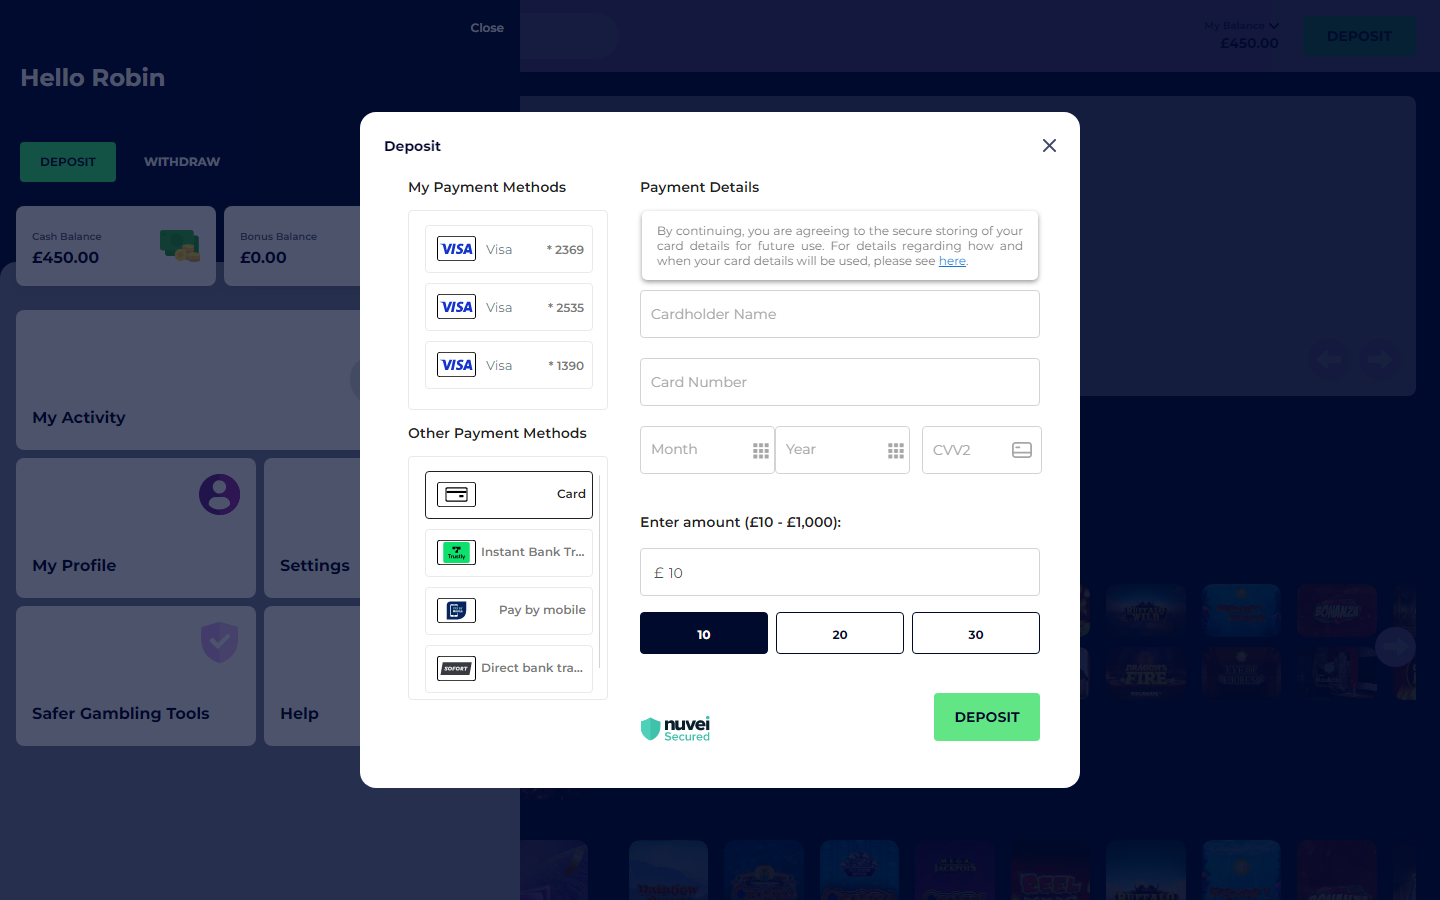 Close
My Balance
£450.00
DEPOSIT
Hello Robin
DEPOSIT
WITHDRAW
Cash Balance
£450.00
Bonus Balance
£0.00
My Activity
My Profile
Settings
Safer Gambling Tools
Help
Deposit
My Payment Methods
VISA Visa * 2369
VISA Visa * 2535
VISA Visa * 1390
Other Payment Methods
Card
Trustly Instant Bank Tr...
Pay by mobile
SOFORT Direct bank tra...
Payment Details
By continuing, you are agreeing to the secure storing of your
card details for future use. For details regarding how and
when your card details will be used, please see here.
Cardholder Name
Card Number
Month
Year
CVV2
Enter amount (£10 - £1,000):
£ 10
10
20
30
nuvei
Secured
DEPOSIT
BONANZA
DRAGON'S
FIRE
REEL